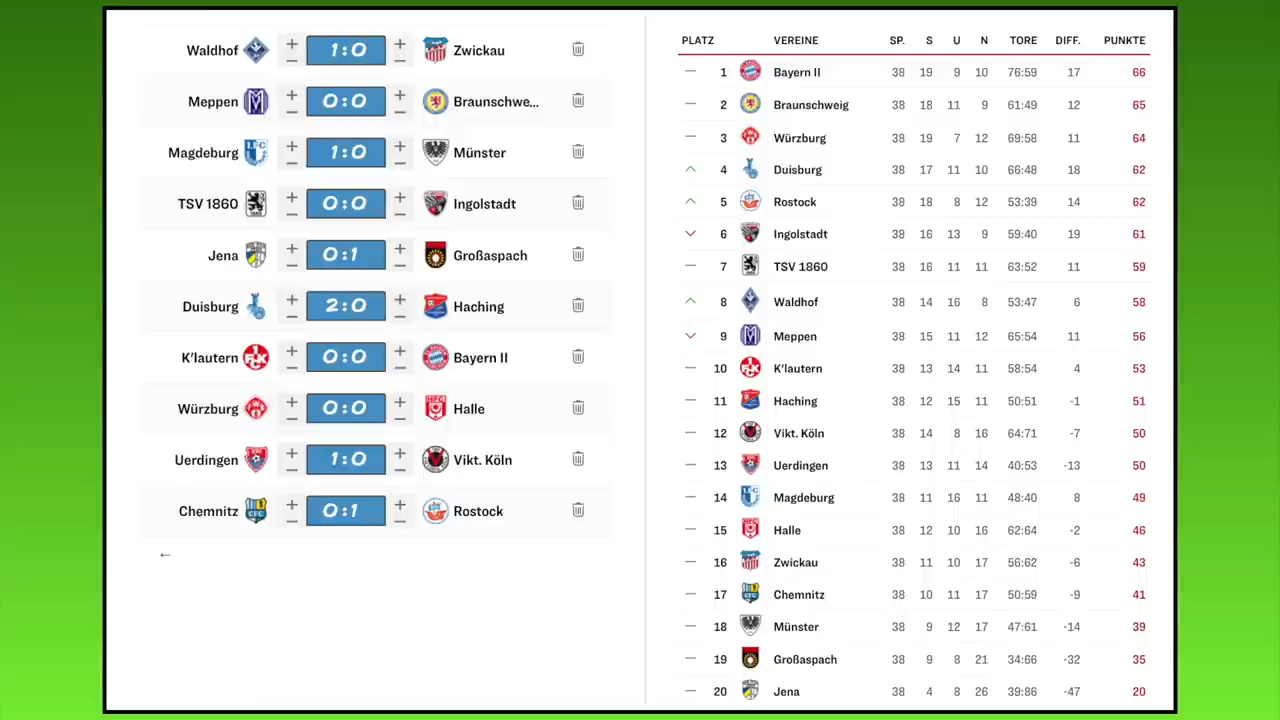 Waldhof 1:0 Zwickau
Meppen 0:0 Braunschwe...
Magdeburg 1:0 Münster
TSV 1860 0:0 Ingolstadt
Jena 0:1 Großaspach
Duisburg 2:0 Haching
K'lautern 0:0 Bayern II
Würzburg 0:0 Halle
Uerdingen 1:0 Vikt. Köln
Chemnitz 0:1 Rostock
PLATZ VEREINE SP. S U N TORE DIFF. PUNKTE
1 Bayern II 38 19 9 10 76:59 17 66
2 Braunschweig 38 18 11 9 61:49 12 65
3 Würzburg 38 19 7 12 69:58 11 64
4 Duisburg 38 17 11 10 66:48 18 62
5 Rostock 38 18 8 12 53:39 14 62
6 Ingolstadt 38 16 13 9 59:40 19 61
7 TSV 1860 38 16 11 11 63:52 11 59
8 Waldhof 38 14 16 8 53:47 6 58
9 Meppen 38 15 11 12 65:54 11 56
10 K'lautern 38 13 14 11 58:54 4 53
11 Haching 38 12 15 11 50:51 -1 51
12 Vikt. Köln 38 14 8 16 64:71 -7 50
13 Uerdingen 38 13 11 14 40:53 -13 50
14 Magdeburg 38 11 16 11 48:40 8 49
15 Halle 38 12 10 16 62:64 -2 46
16 Zwickau 38 11 10 17 56:62 -6 43
17 Chemnitz 38 10 11 17 50:59 -9 41
18 Münster 38 9 12 17 47:61 -14 39
19 Großaspach 38 9 8 21 34:66 -32 35
20 Jena 38 4 8 26 39:86 -47 20